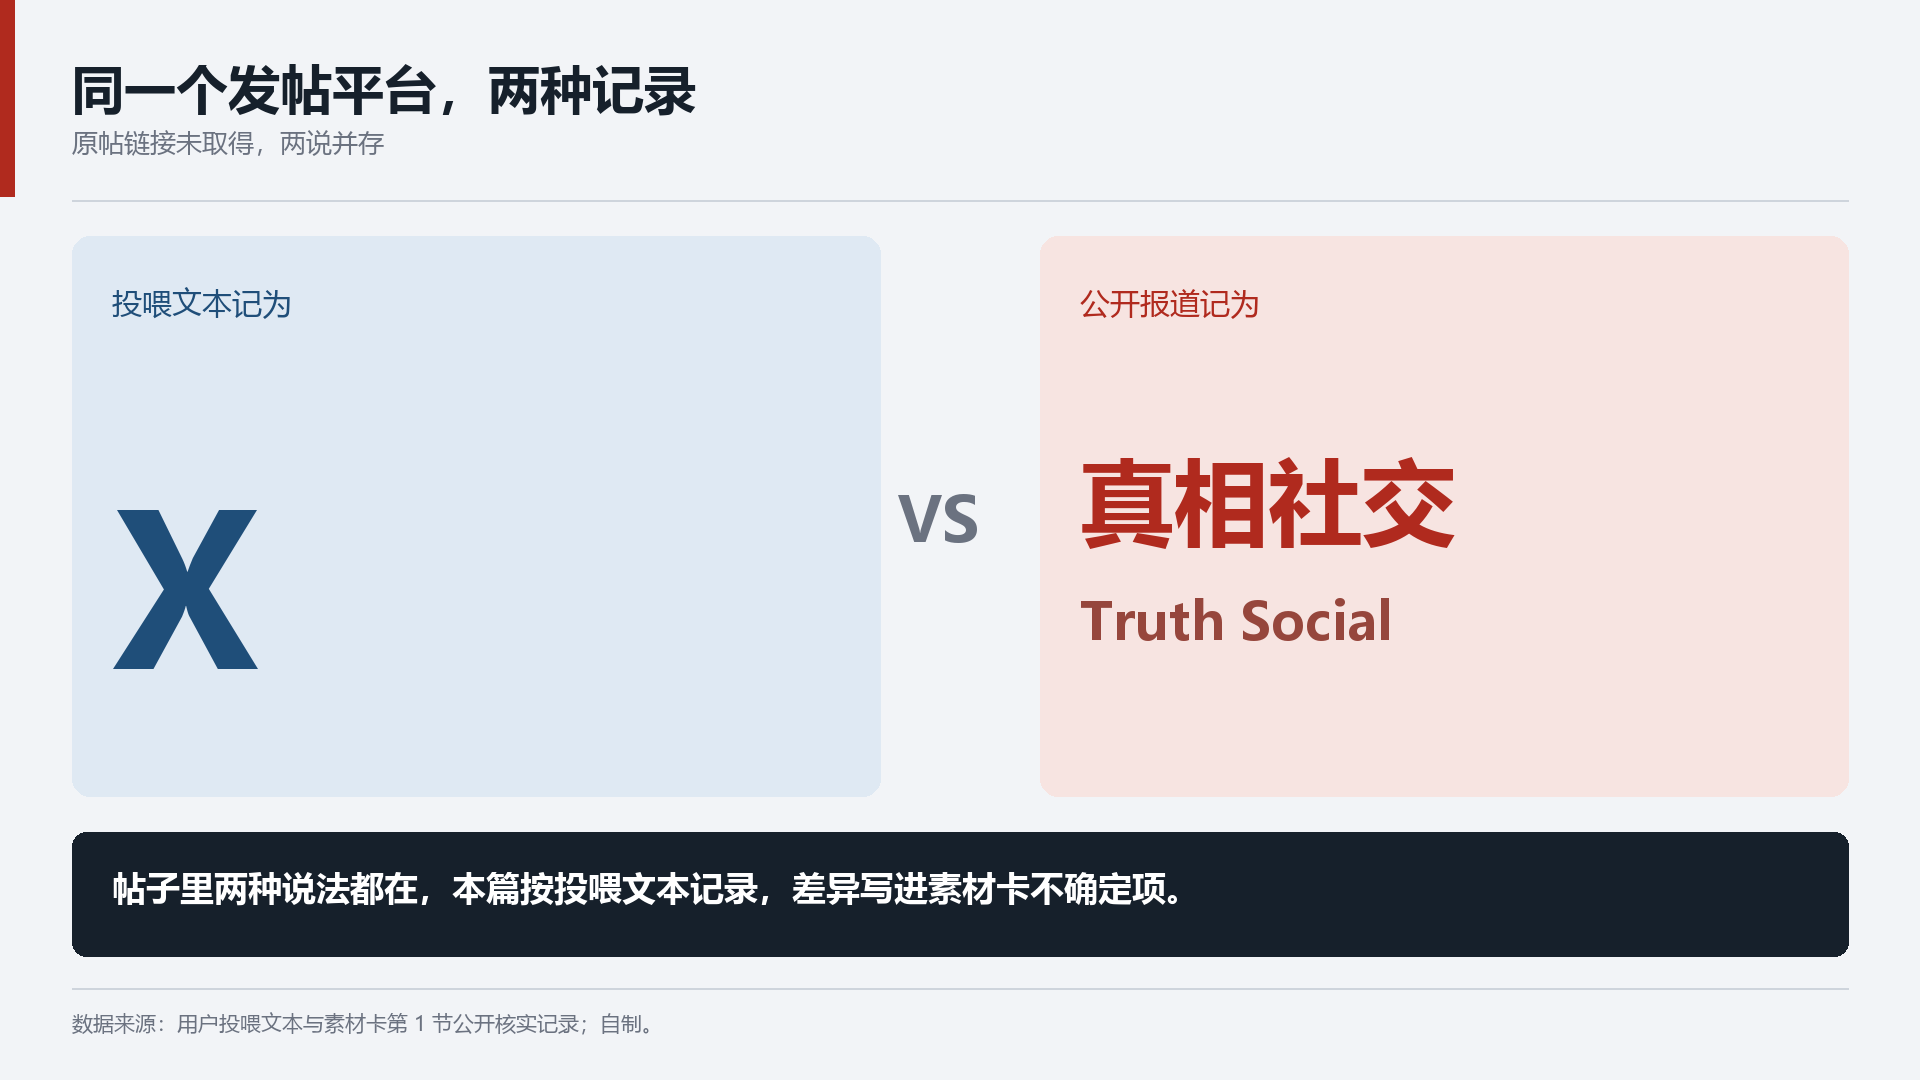 同一个发帖平台，两种记录
原帖链接未取得，两说并存
投喂文本记为
X
VS
公开报道记为
真相社交
Truth Social
帖子里两种说法都在，本篇按投喂文本记录，差异写进素材卡不确定项。
数据来源：用户投喂文本与素材卡第 1 节公开核实记录；自制。